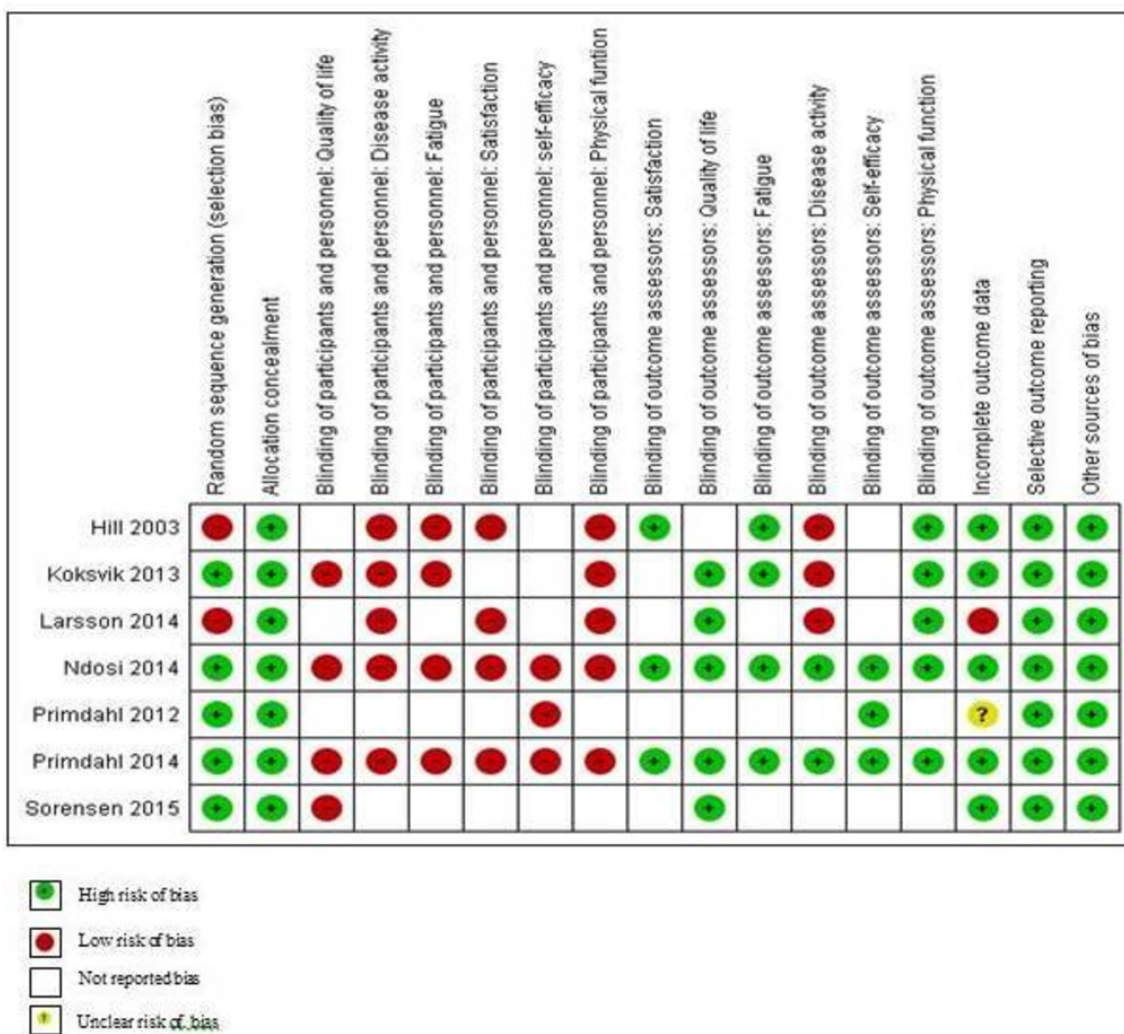 Random sequence generation (selection bias)
Allocation concealment
Blinding of participants and personnel: Quality of life
Blinding of participants and personnel: Disease activity
Blinding of participants and personnel: Fatigue
Blinding of participants and personnel: Satisfaction
Blinding of participants and personnel: self-efficacy
Blinding of participants and personnel: Physical funtion
Blinding of outcome assessors: Satisfaction
Blinding of outcome assessors: Quality of life
Blinding of outcome assessors: Fatigue
Blinding of outcome assessors: Disease activity
Blinding of outcome assessors: Self-efficacy
Blinding of outcome assessors: Physical function
Incomplete outcome data
Selective outcome reporting
Other sources of bias
Hill 2003 - + - - - - + + - + + + +
Koksvik 2013 + + - - - - + + - + + + +
Larsson 2014 - + - - - + - + - + +
Ndosi 2014 + + - - - - - - + + + + + + + + +
Primdahl 2012 + + - + ? + +
Primdahl 2014 + + - - - - - - + + + + + + + + +
Sorensen 2015 + + - + + + +
+ High risk of bias
Low risk of bias
Not reported bias
? Unclear risk of bias